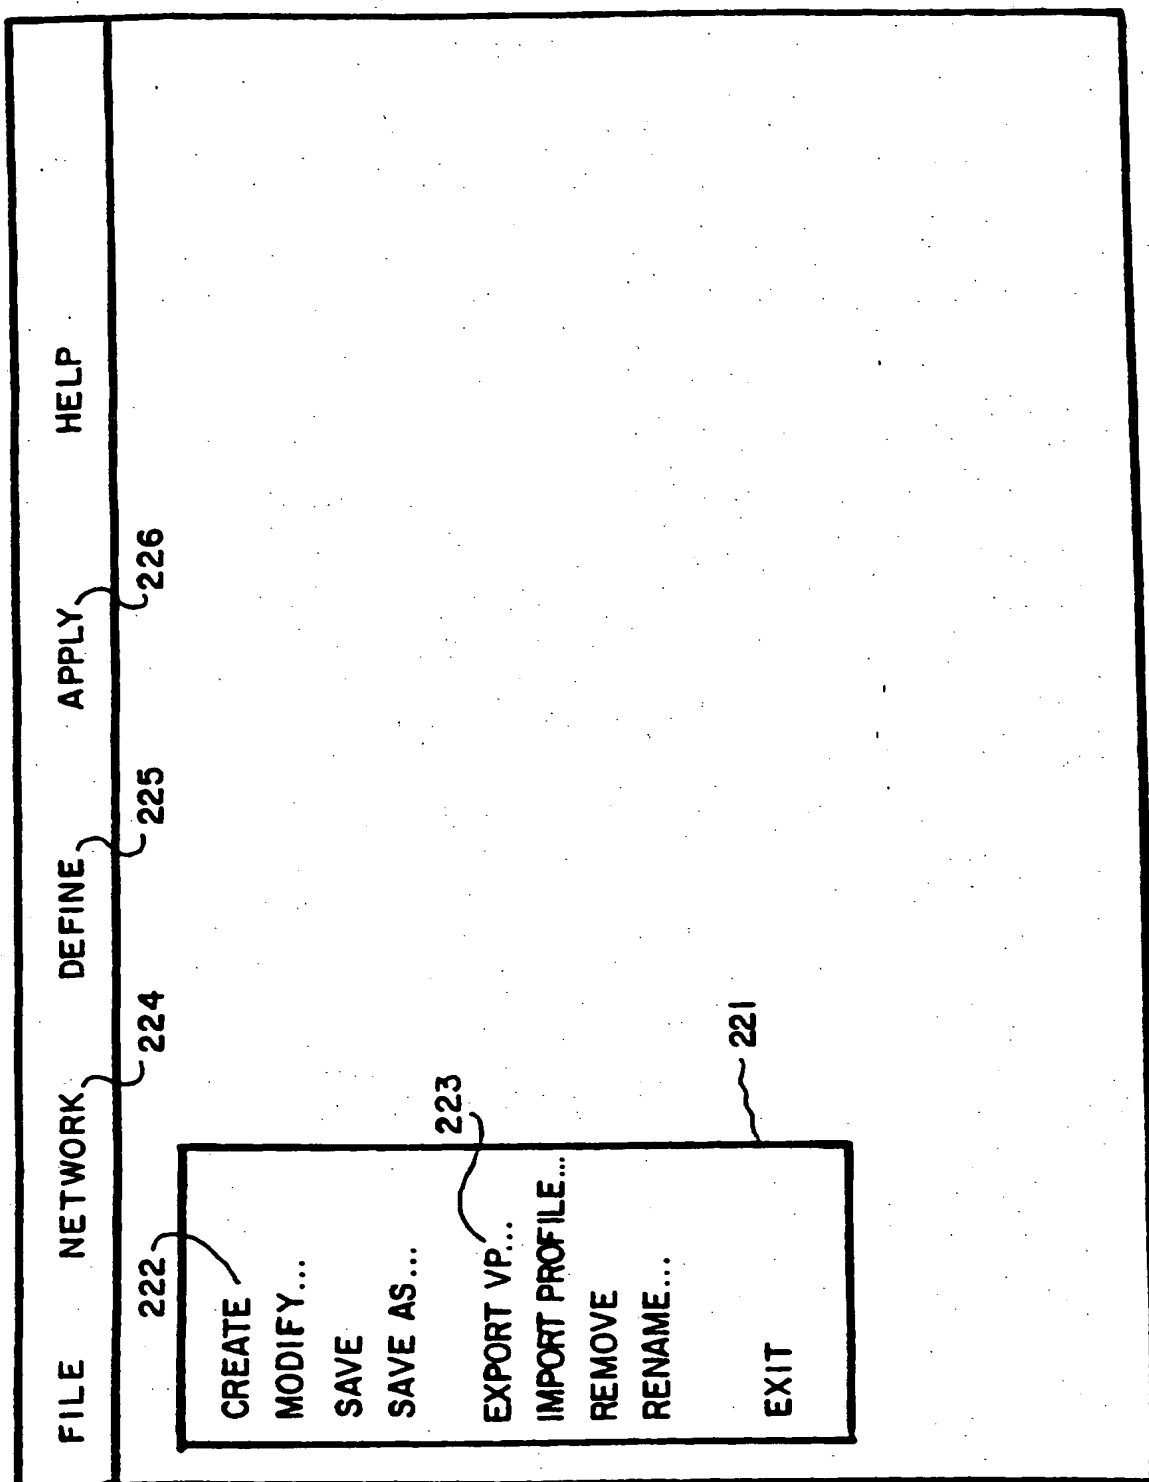 FILE NETWORK DEFINE APPLY HELP
222 224 225 226
CREATE
MODIFY...
SAVE
SAVE AS...
223
EXPORT VP...
IMPORT PROFILE...
REMOVE
RENAME...
221
EXIT